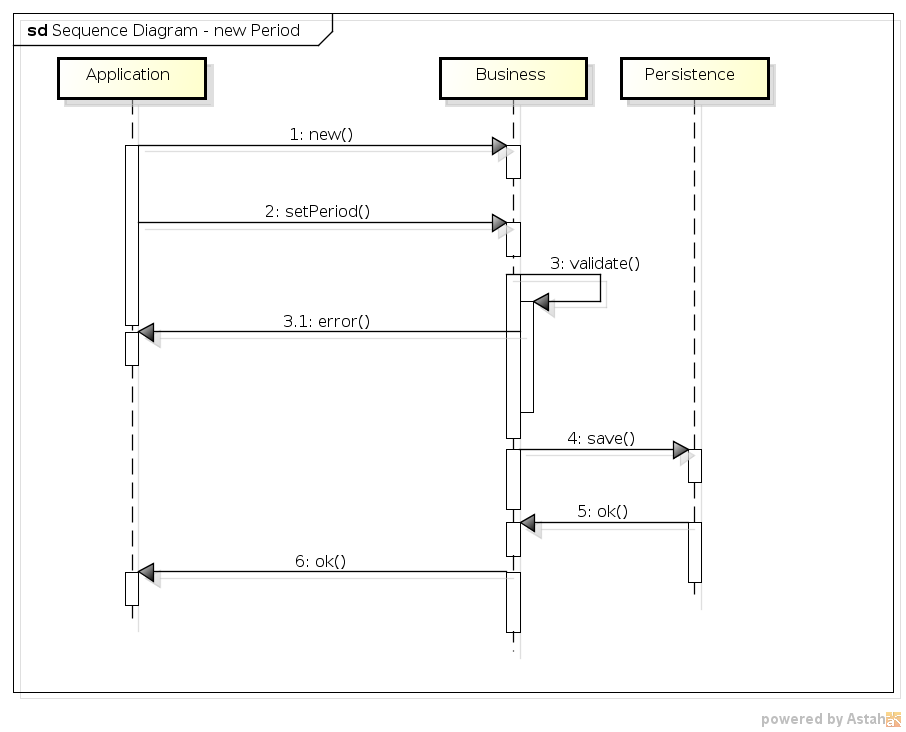 sd Sequence Diagram - new Period
Application
Business
Persistence
1: new()
2: setPeriod()
3: validate()
3.1: error()
4: save()
5: ok()
6: ok()
powered by Astah